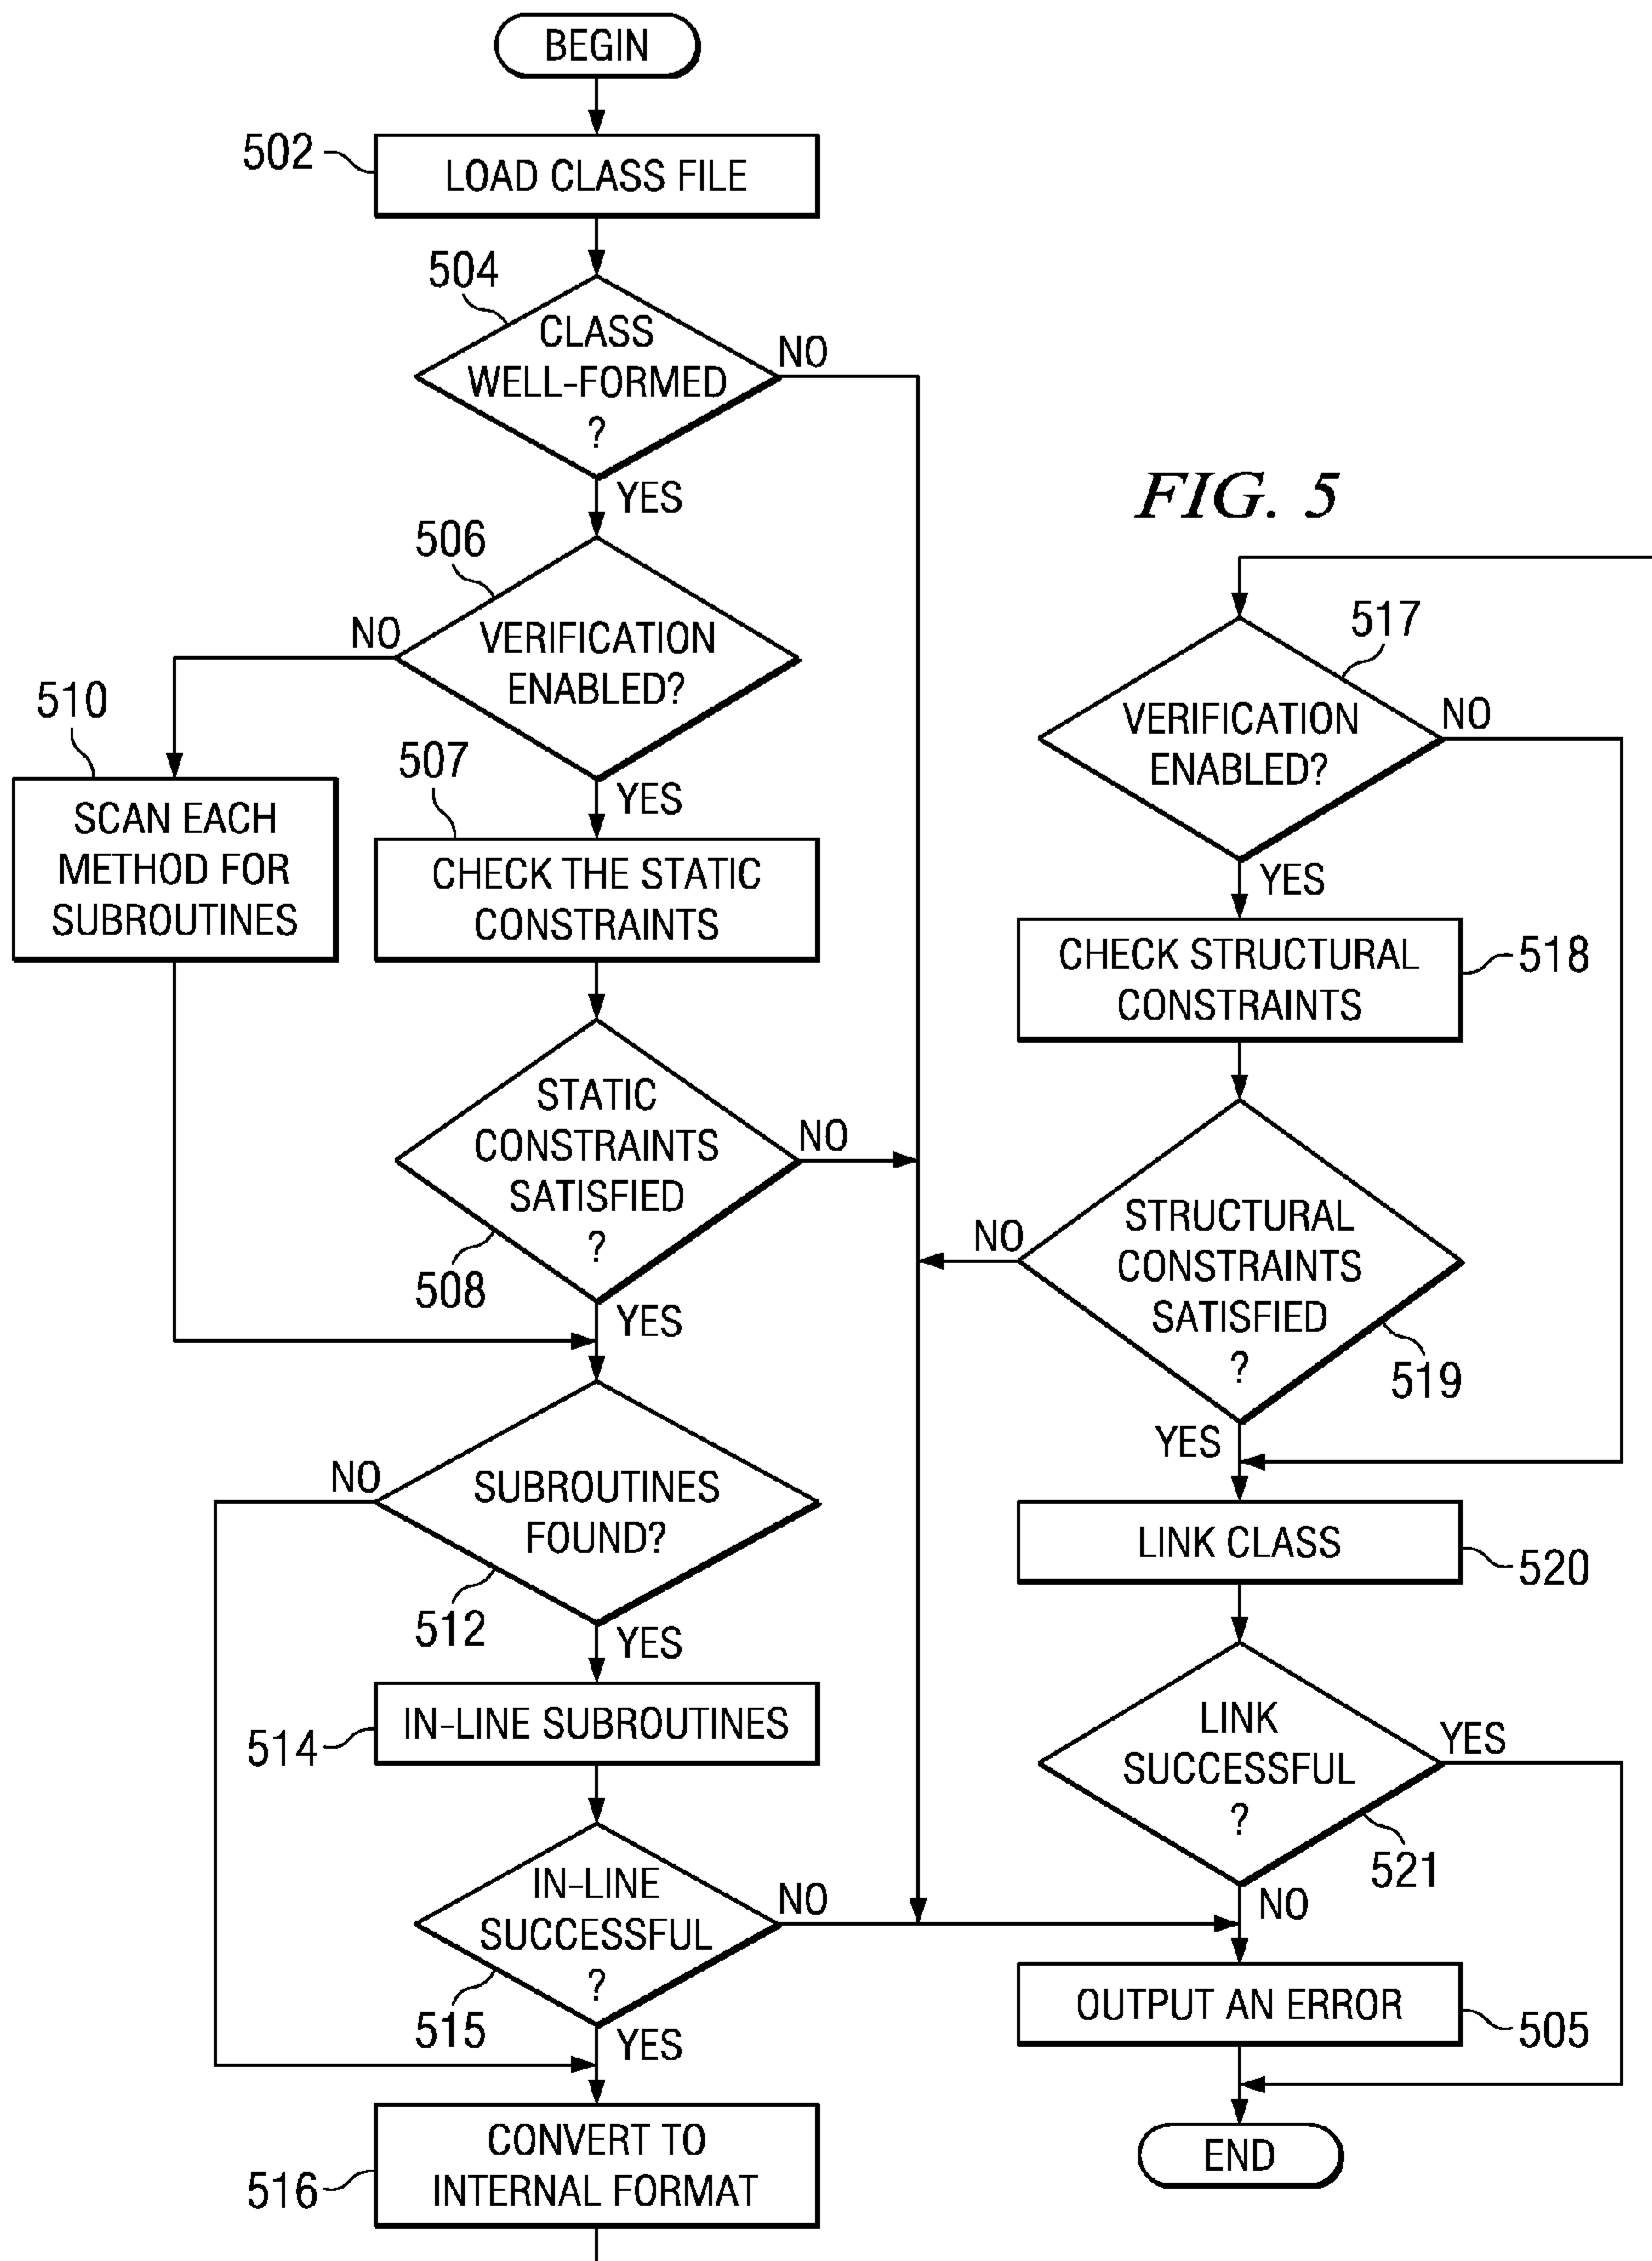 BEGIN
502
LOAD CLASS FILE
504
CLASS
WELL-FORMED
?
NO
YES
506
VERIFICATION
ENABLED?
NO
YES
510
SCAN EACH
METHOD FOR
SUBROUTINES
507
CHECK THE STATIC
CONSTRAINTS
STATIC
CONSTRAINTS
SATISFIED
?
NO
508
YES
SUBROUTINES
FOUND?
NO
512
YES
IN-LINE SUBROUTINES
514
IN-LINE
SUCCESSFUL
?
NO
515
YES
CONVERT TO
INTERNAL FORMAT
516
FIG. 5
517
VERIFICATION
ENABLED?
NO
YES
CHECK STRUCTURAL
CONSTRAINTS
518
STRUCTURAL
CONSTRAINTS
SATISFIED
?
NO
519
YES
LINK CLASS
520
LINK
SUCCESSFUL
?
YES
521
NO
OUTPUT AN ERROR
505
END